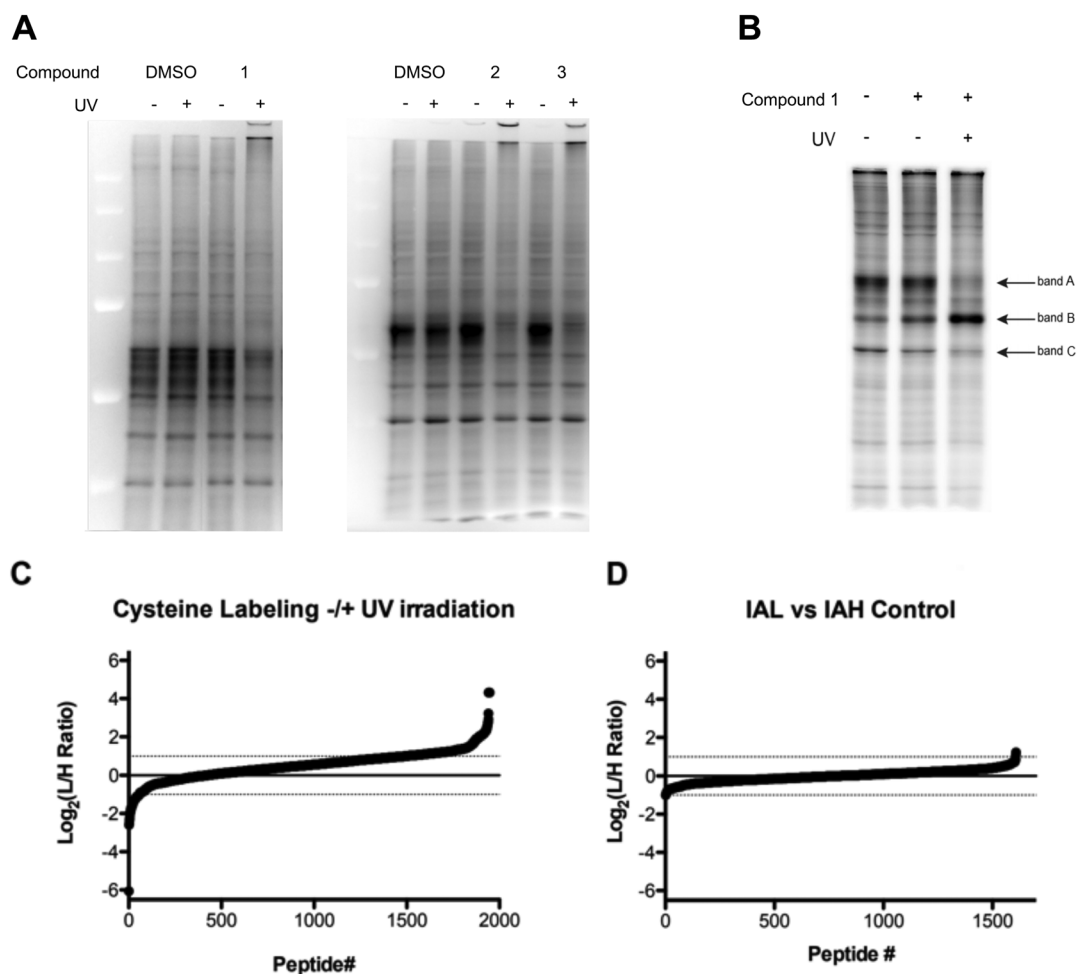 A
Compound DMSO 1 DMSO 2 3
UV - + - + - + - + - +
B
Compound 1 - + +
UV - - +
band A
band B
band C
C
Cysteine Labeling -/+ UV irradiation
Log2(L/H Ratio)
6
4
2
0
-2
-4
-6
0 500 1000 1500 2000
Peptide#
D
IAL vs IAH Control
Log2(L/H Ratio)
6
4
2
0
-2
-4
-6
0 500 1000 1500
Peptide #